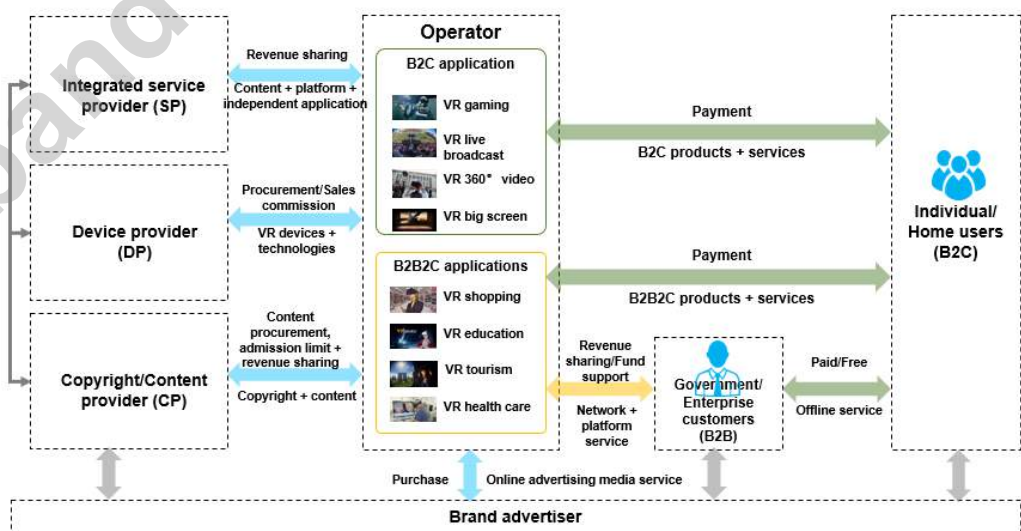 Integrated service
provider (SP)
Device provider
(DP)
Copyright/Content
provider (CP)
Revenue sharing
Content + platform +
independent application
Procurement/Sales
commission
VR devices +
technologies
Content
procurement,
admission limit +
revenue sharing
Copyright + content
Operator
B2C application
VR gaming
VR live
broadcast
VR 360° video
VR big screen
B2B2C applications
VR shopping
VR education
VR tourism
VR health care
Payment
B2C products + services
Payment
B2B2C products + services
Revenue
sharing/Fund
support
Network +
platform
service
Government/
Enterprise
customers
(B2B)
Paid/Free
Offline service
Individual/
Home users
(B2C)
Purchase
Online advertising media service
Brand advertiser